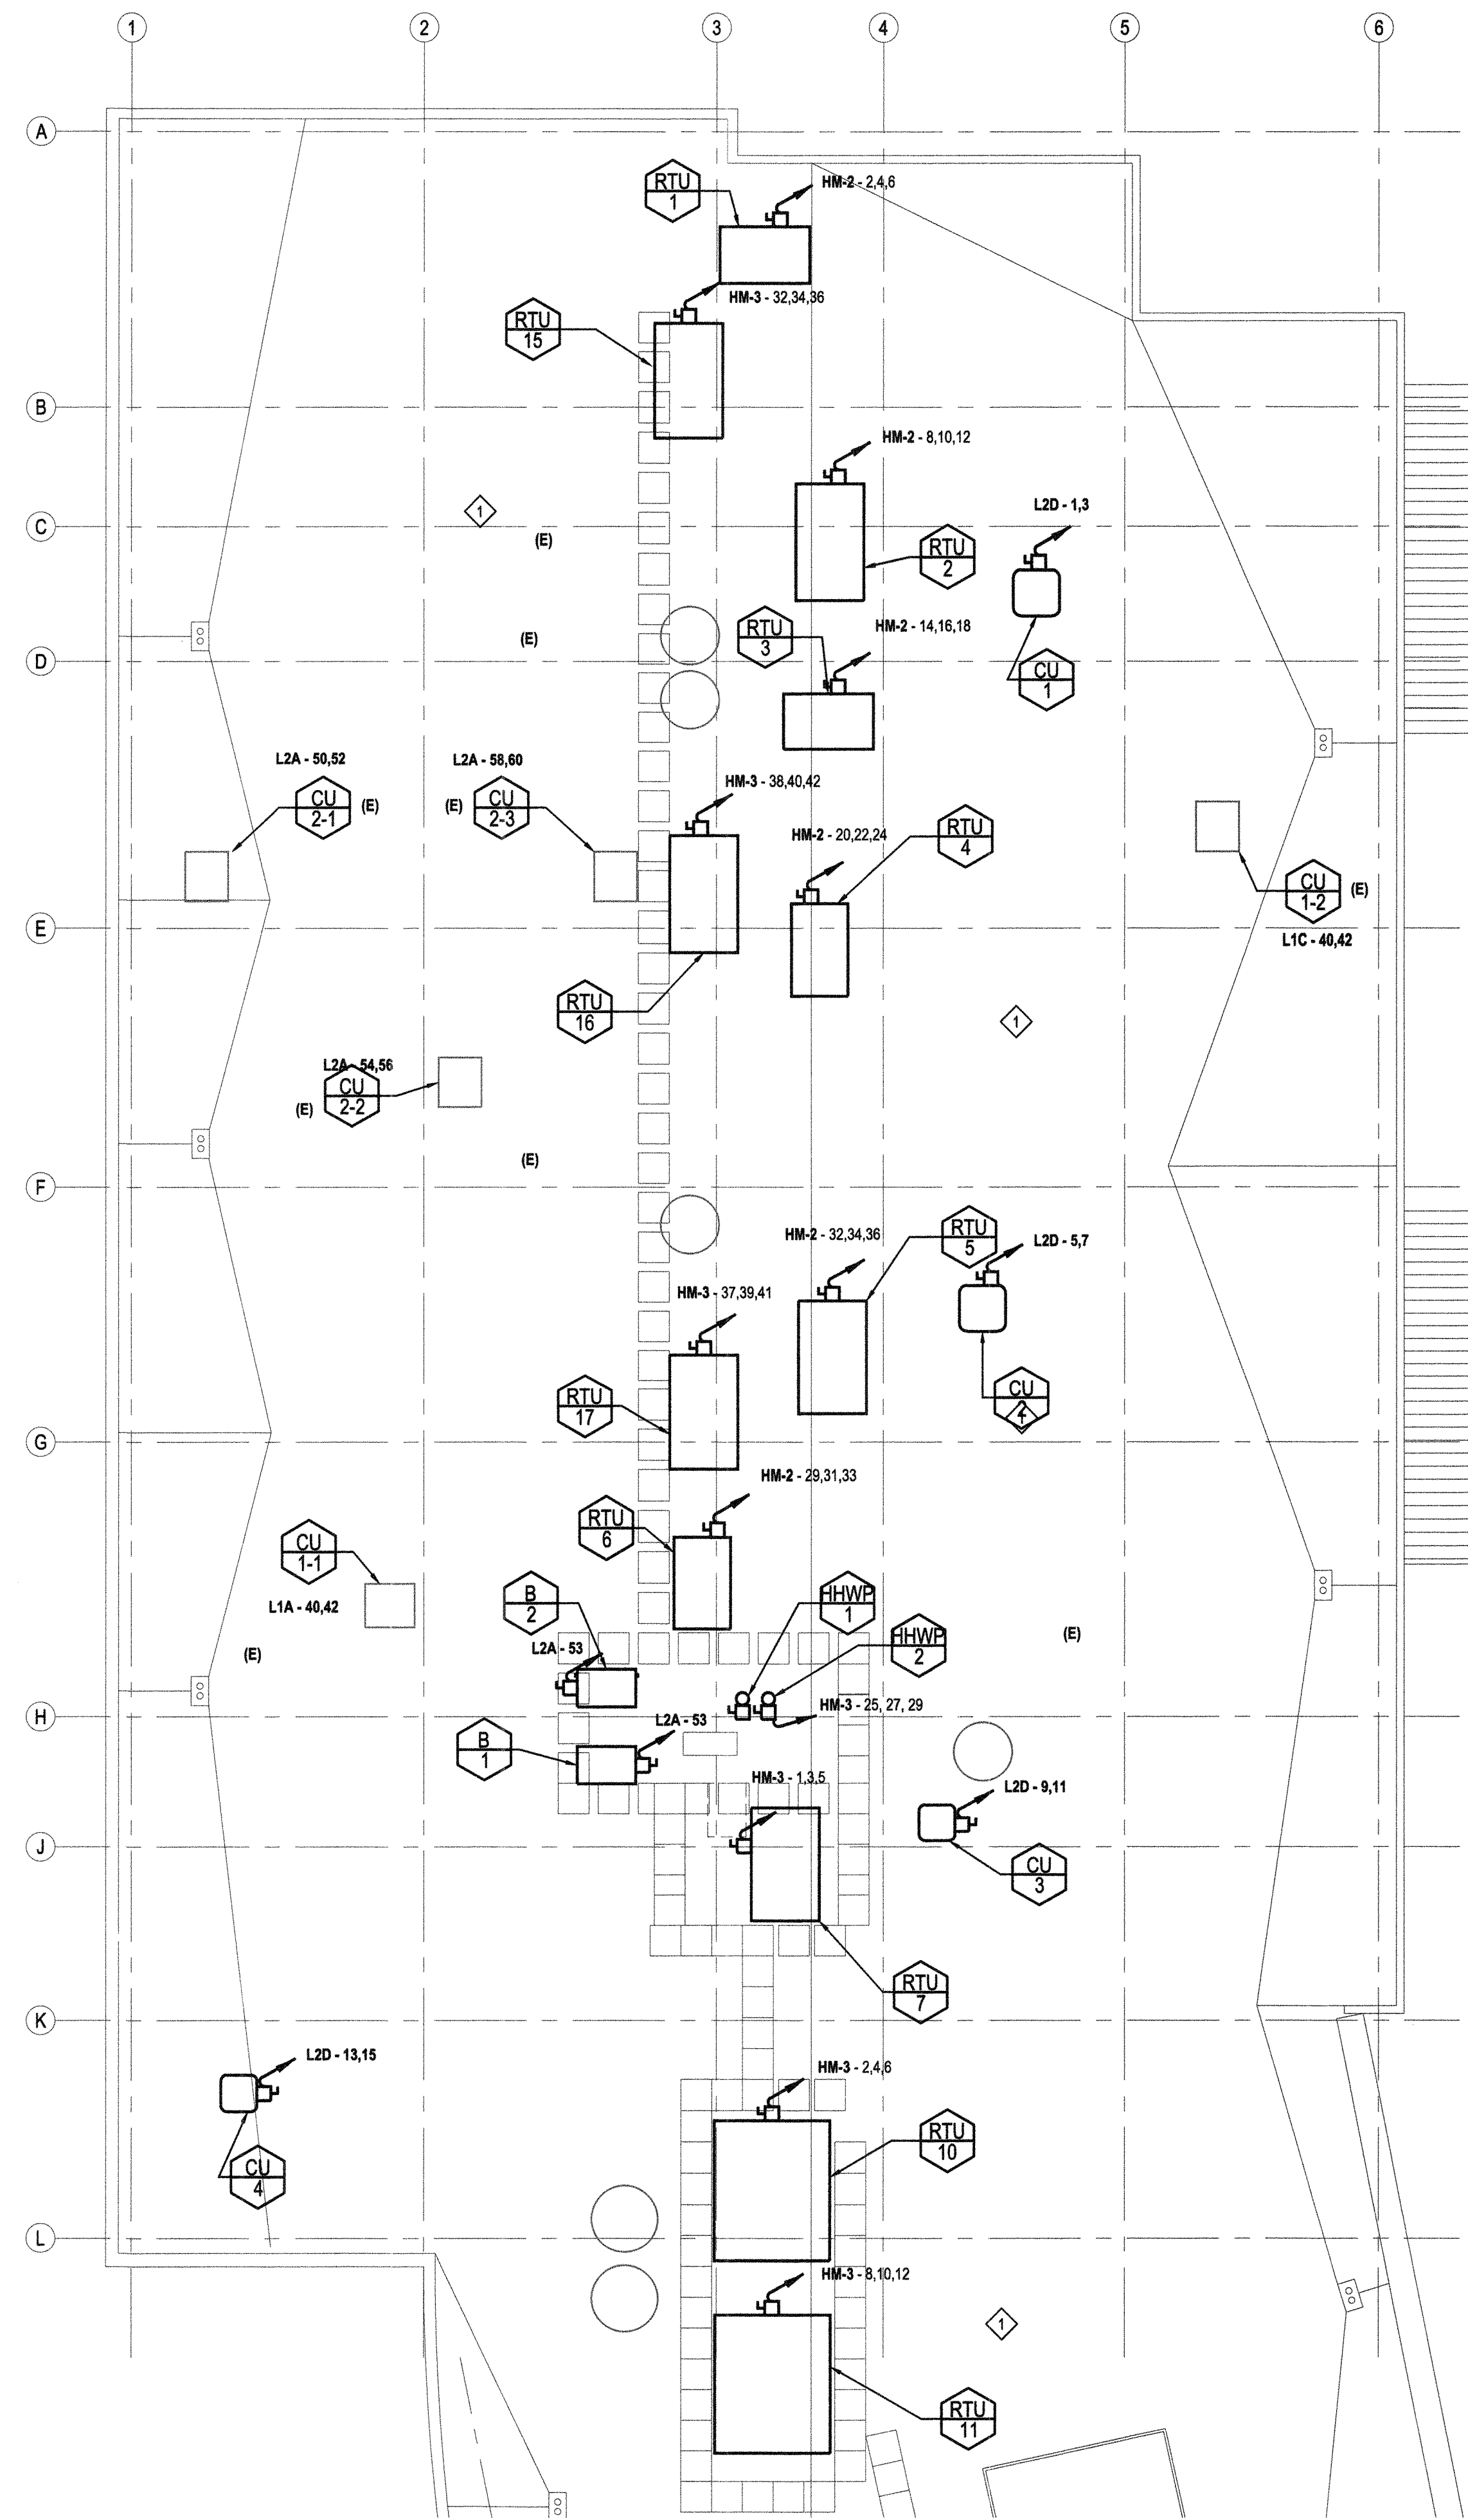 1
2
3
4
5
6
A
RTU
1
HM-2 - 2,4,6
HM-3 - 32,34,36
RTU
15
B
HM-2 - 8,10,12
1
L2D - 1,3
C
(E)
RTU
2
HM-2 - 14,16,18
(E)
RTU
3
D
CU
1
L2A - 50,52
L2A - 58,60
HM-3 - 38,40,42
CU
2-1
(E)
(E)
CU
2-3
HM-2 - 20,22,24
RTU
4
CU
1-2
(E)
E
L1C - 40,42
RTU
16
1
L2A - 54,56
CU
2-2
(E)
(E)
F
HM-2 - 32,34,36
RTU
5
L2D - 5,7
HM-3 - 37,39,41
RTU
17
CU
G
HM-2 - 29,31,33
RTU
6
CU
1-1
L1A - 40,42
B
2
HHWP
1
HHWP
2
(E)
L2A - 53
(E)
HM-3 - 25, 27, 29
H
L2A - 53
B
1
HM-3 - 1,3,5
L2D - 9,11
J
CU
3
RTU
7
K
L2D - 13,15
HM-3 - 2,4,6
RTU
10
CU
4
L
HM-3 - 8,10,12
1
RTU
11